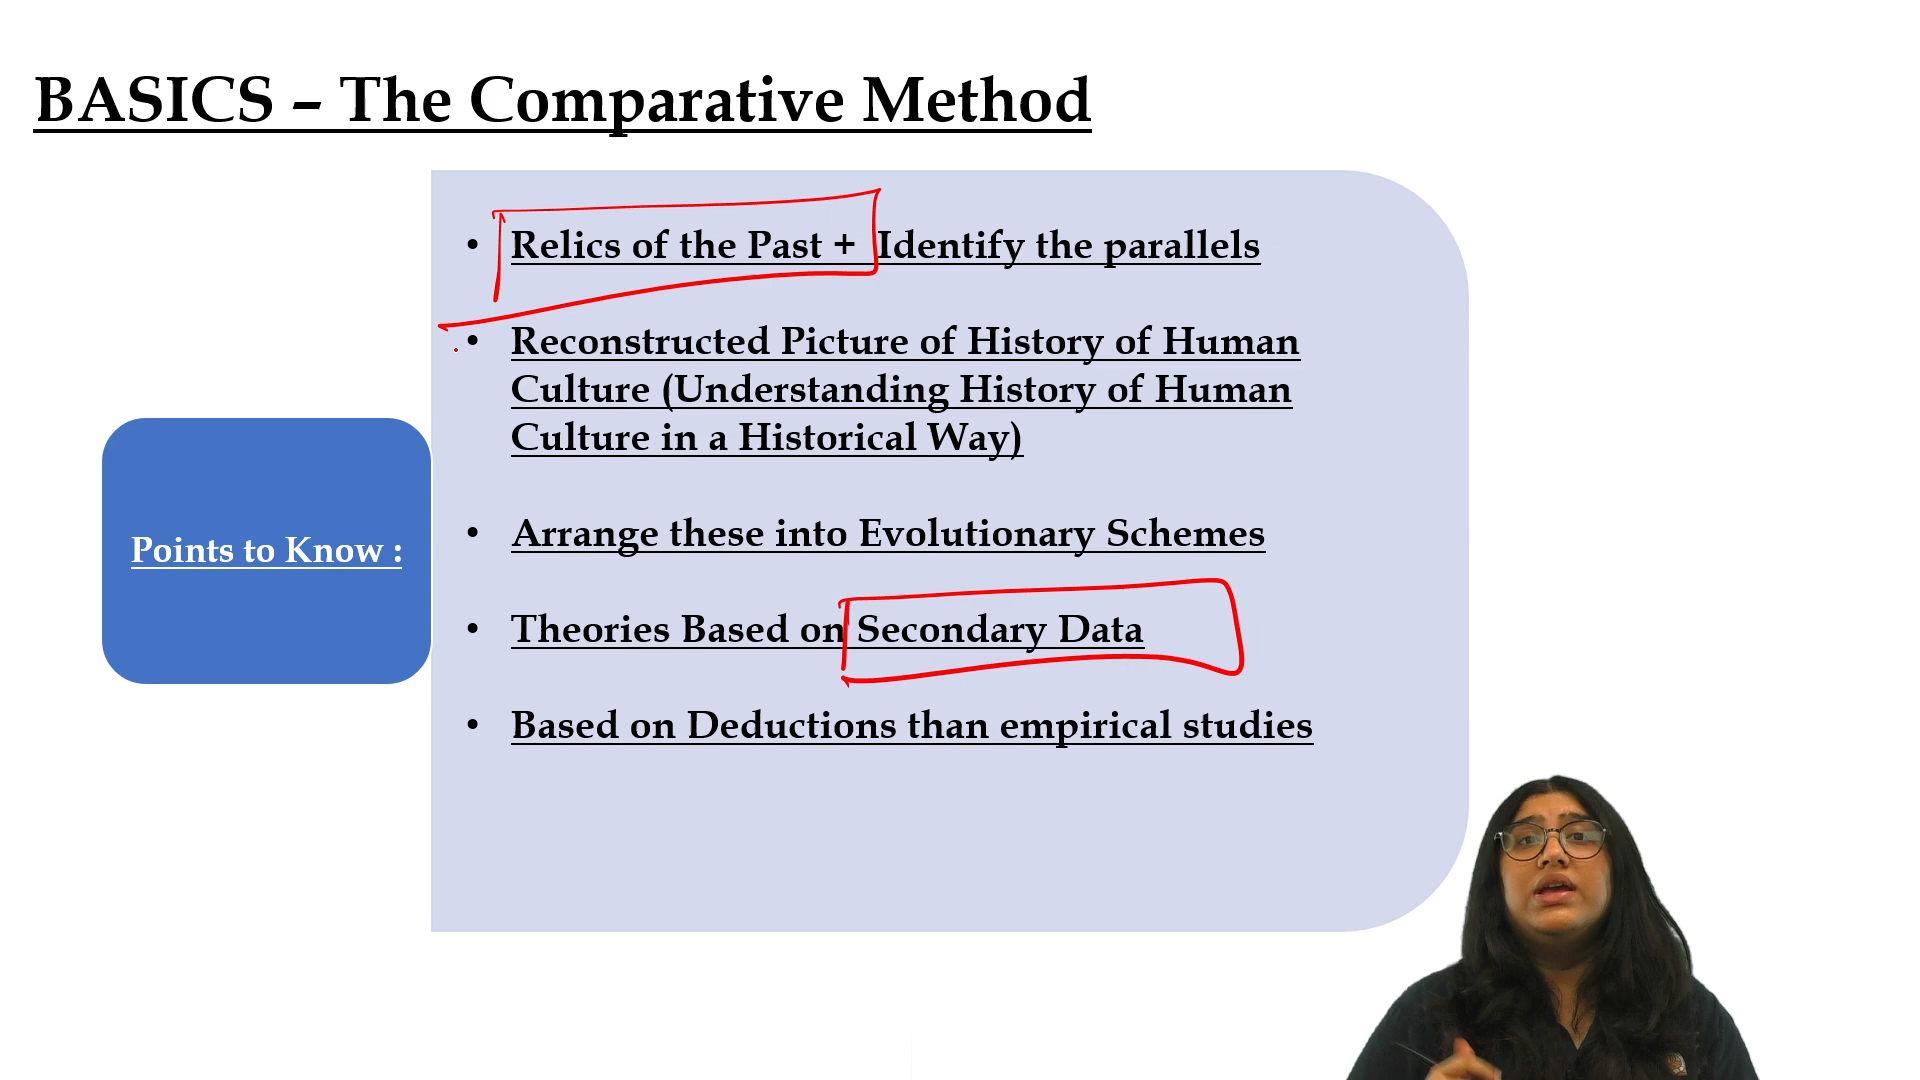 BASICS – The Comparative Method
• Relics of the Past + Identify the parallels
• Reconstructed Picture of History of Human
Culture (Understanding History of Human
Culture in a Historical Way)
• Arrange these into Evolutionary Schemes
Points to Know :
• Theories Based on Secondary Data
• Based on Deductions than empirical studies